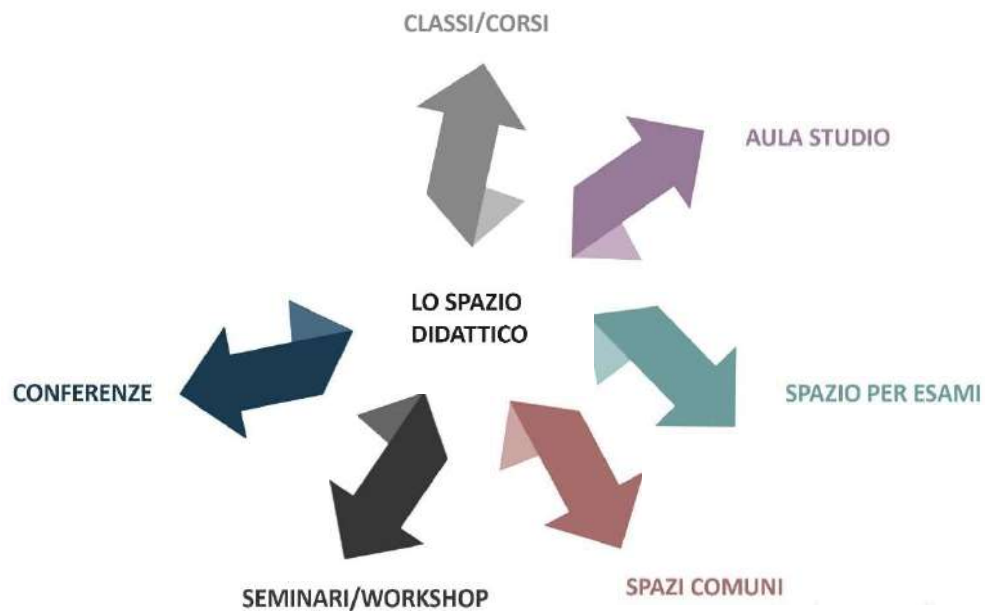 CLASSI/CORSI
AULA STUDIO
LO SPAZIO
DIDATTICO
CONFERENZE
SPAZIO PER ESAMI
SEMINARI/WORKSHOP
SPAZI COMUNI